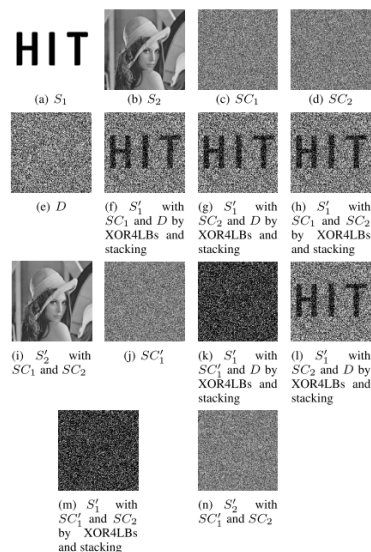 HIT
(a) S₁
(b) S₂
(c) SC₁
(d) SC₂
HIT
HIT
HIT
(e) D
(f) S′₁ with
SC₁ and D by
XOR4LBs and
stacking
(g) S′₁ with
SC₂ and D by
XOR4LBs and
stacking
(h) S′₁ with
SC₁ and SC₂
by XOR4LBs
and stacking
HIT
(i) S′₂ with
SC₁ and SC₂
(j) SC′₁
(k) S′₁ with
SC′₁ and D by
XOR4LBs and
stacking
(l) S′₁ with
SC₂ and D by
XOR4LBs and
stacking
(m) S′₁ with
SC′₁ and SC₂
by XOR4LBs
and stacking
(n) S′₂ with
SC′₁ and SC₂